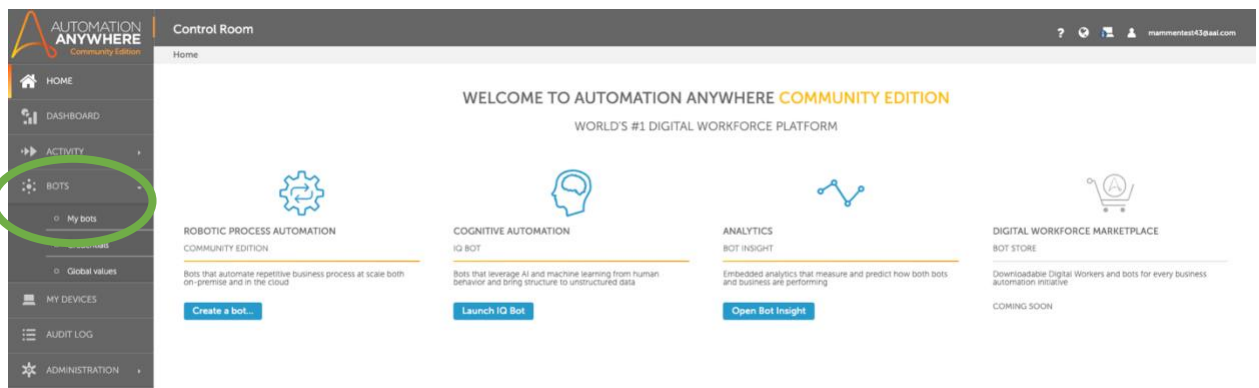 AUTOMATION
ANYWHERE
Community Edition
Control Room
? mammentest43@aai.com
Home
HOME
DASHBOARD
ACTIVITY
BOTS
My bots
Credentials
Global values
MY DEVICES
AUDIT LOG
ADMINISTRATION
WELCOME TO AUTOMATION ANYWHERE COMMUNITY EDITION
WORLD'S #1 DIGITAL WORKFORCE PLATFORM
ROBOTIC PROCESS AUTOMATION
COMMUNITY EDITION
Bots that automate repetitive business process at scale both
on-premise and in the cloud
Create a bot...
COGNITIVE AUTOMATION
IQ BOT
Bots that leverage AI and machine learning from human
behavior and bring structure to unstructured data
Launch IQ Bot
ANALYTICS
BOT INSIGHT
Embedded analytics that measure and predict how both bots
and business are performing
Open Bot Insight
DIGITAL WORKFORCE MARKETPLACE
BOT STORE
Downloadable Digital Workers and bots for every business
automation initiative
COMING SOON